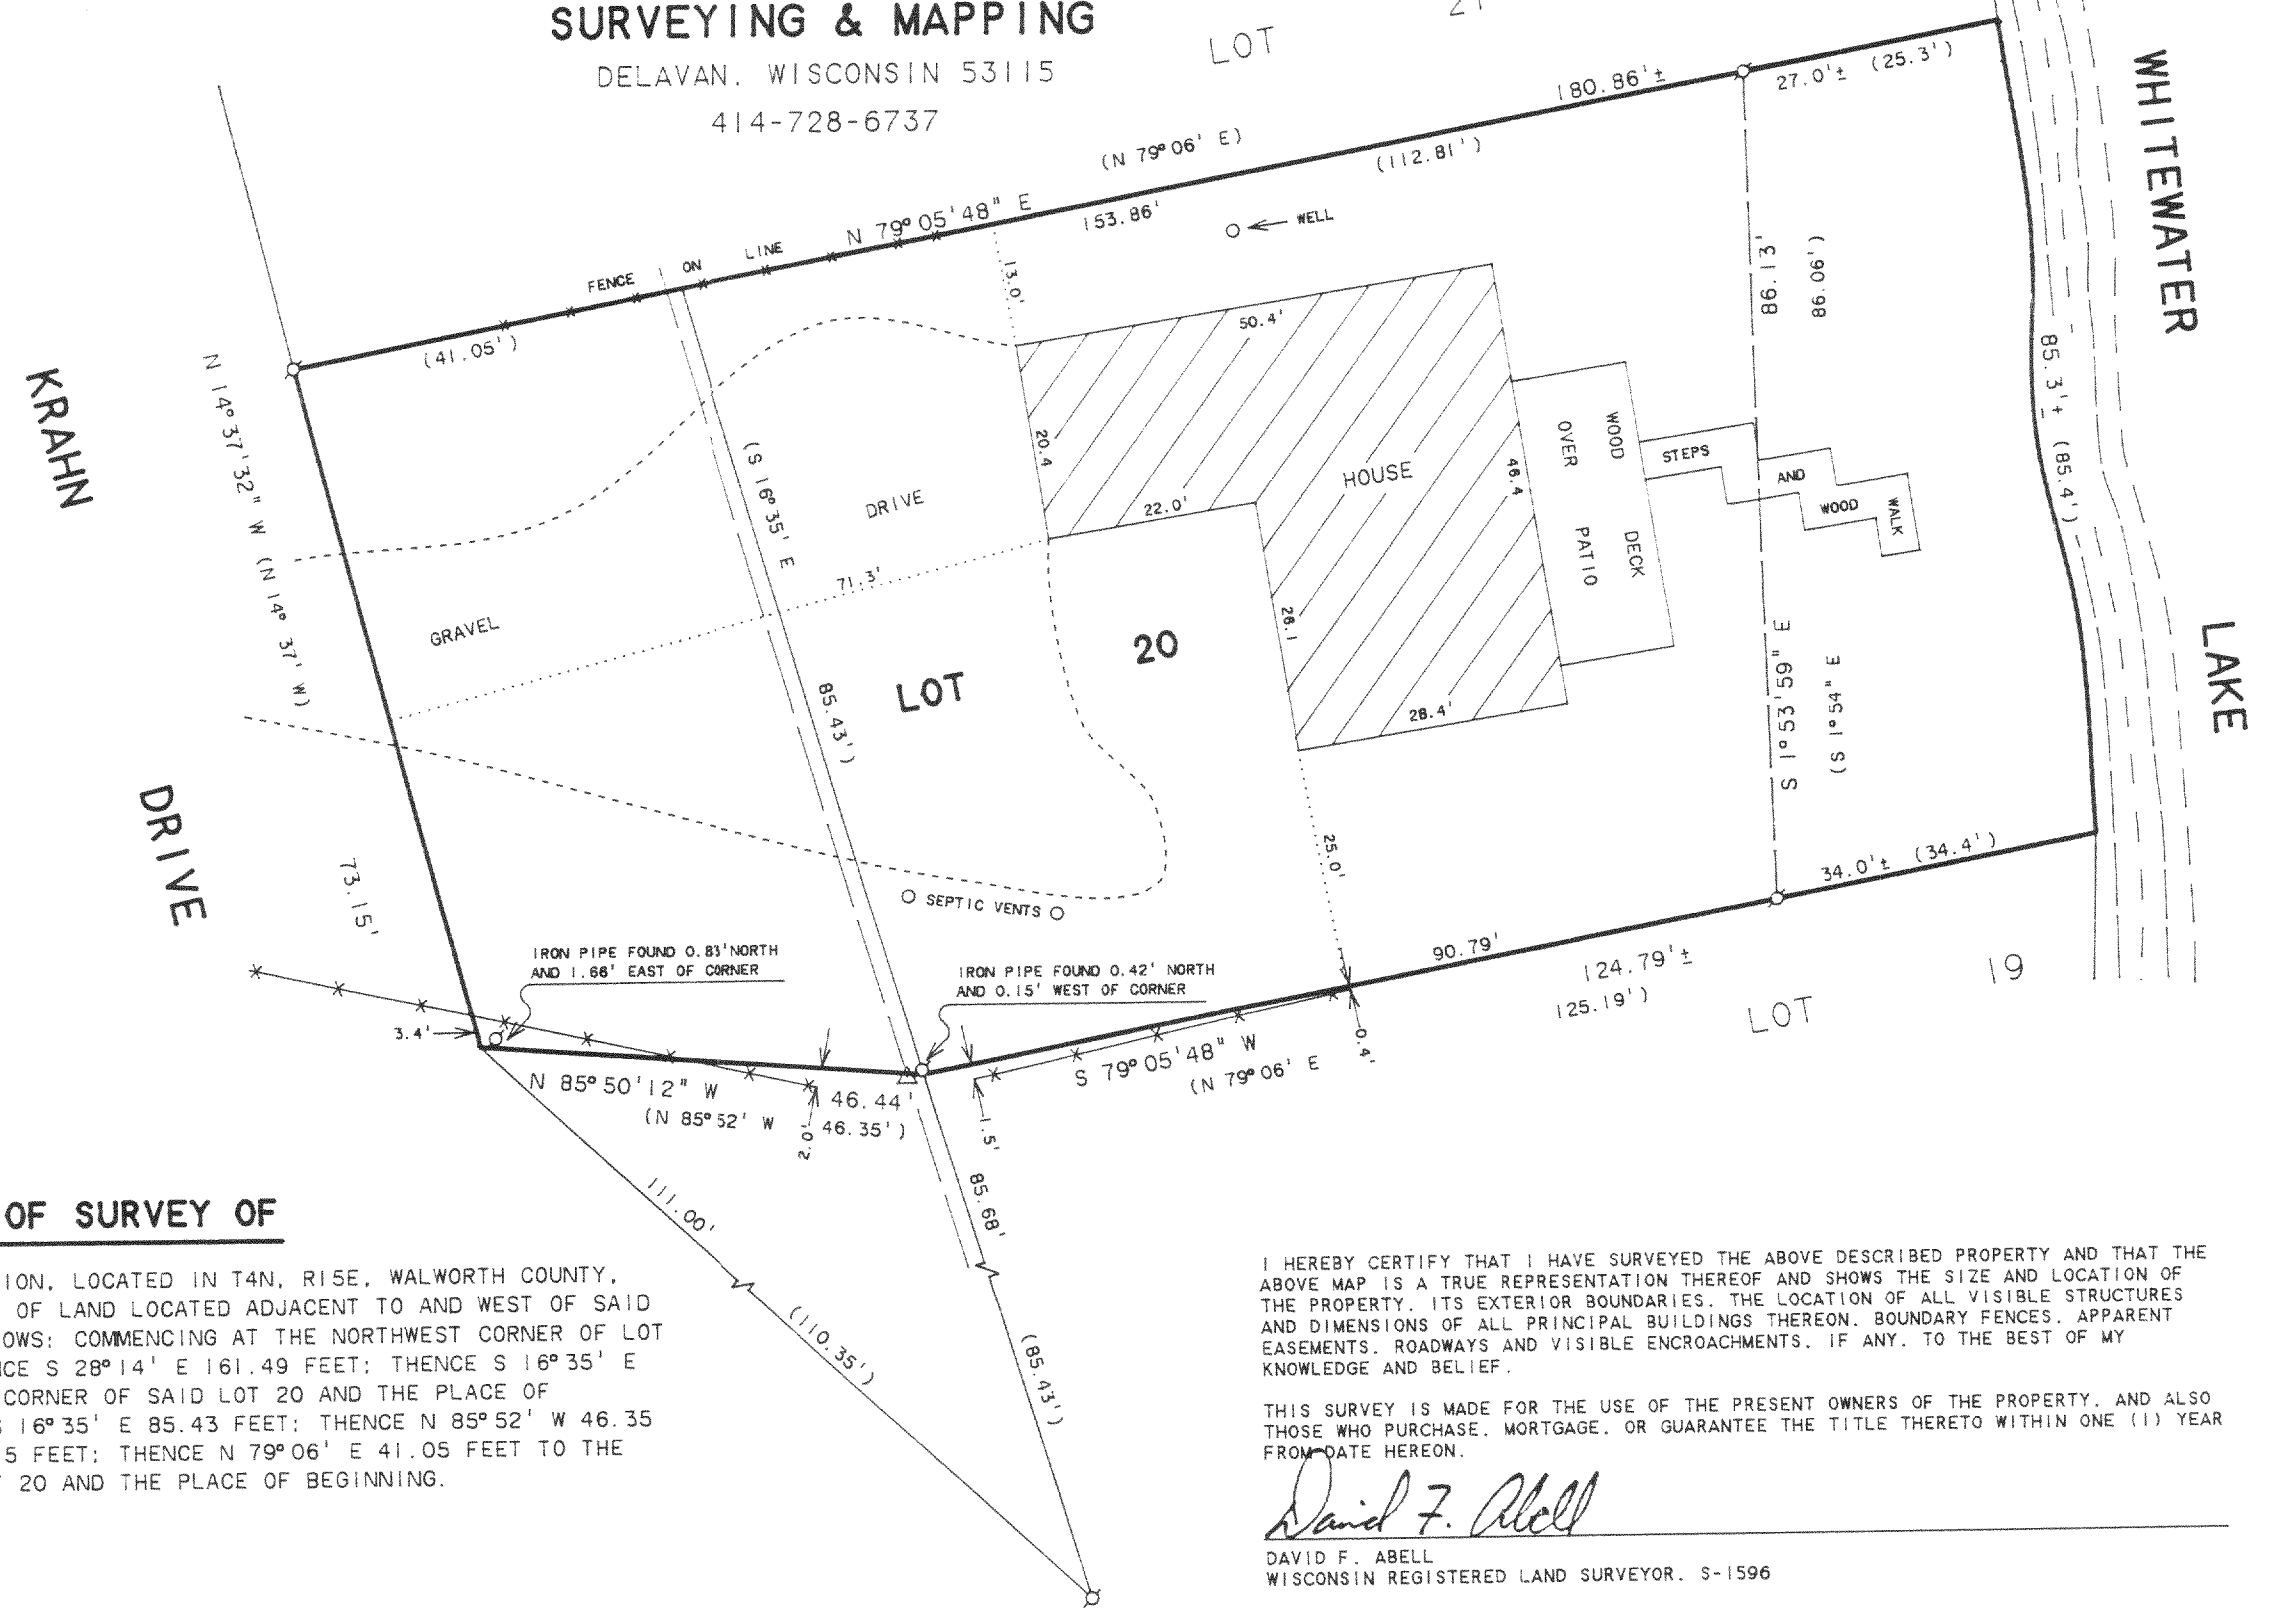 SURVEYING & MAPPING
DELAVAN, WISCONSIN 53115
414-728-6737
LOT
21
180.86'±
27.0'± (25.3')
WHITEWATER
LAKE
(N 79°06' E)
(112.81')
N 79°05'48" E
153.86'
WELL
FENCE ON LINE
(41.05')
13.0'
50.4'
86.13'
86.06')
85.3'± (85.4')
KRAHN
DRIVE
N 14°37'32" W (N 14° 37' W)
73.15'
(S 16°35' E
85.43')
20.4
22.0'
HOUSE
46.4
26.1
28.4'
WOOD DECK
OVER PATIO
STEPS
AND
WOOD
WALK
DRIVE
71.3'
GRAVEL
LOT 20
S 1°53'59" E
(S 1°54" E
25.0'
SEPTIC VENTS
34.0'± (34.4')
IRON PIPE FOUND 0.83'NORTH
AND 1.66' EAST OF CORNER
IRON PIPE FOUND 0.42' NORTH
AND 0.15' WEST OF CORNER
90.79'
124.79'±
125.19')
LOT
19
3.4'
N 85°50'12" W
46.44'
(N 85°52' W
46.35')
2.0'
1.5'
S 79°05'48" W
(N 79°06' E
0.4'
111.00'
(110.35')
85.68'
(85.43')
OF SURVEY OF
ION, LOCATED IN T4N, R15E, WALWORTH COUNTY,
OF LAND LOCATED ADJACENT TO AND WEST OF SAID
OWS: COMMENCING AT THE NORTHWEST CORNER OF LOT
NCE S 28°14' E 161.49 FEET; THENCE S 16°35' E
CORNER OF SAID LOT 20 AND THE PLACE OF
S 16°35' E 85.43 FEET; THENCE N 85°52' W 46.35
5 FEET; THENCE N 79°06' E 41.05 FEET TO THE
T 20 AND THE PLACE OF BEGINNING.
I HEREBY CERTIFY THAT I HAVE SURVEYED THE ABOVE DESCRIBED PROPERTY AND THAT THE
ABOVE MAP IS A TRUE REPRESENTATION THEREOF AND SHOWS THE SIZE AND LOCATION OF
THE PROPERTY, ITS EXTERIOR BOUNDARIES, THE LOCATION OF ALL VISIBLE STRUCTURES
AND DIMENSIONS OF ALL PRINCIPAL BUILDINGS THEREON, BOUNDARY FENCES, APPARENT
EASEMENTS, ROADWAYS AND VISIBLE ENCROACHMENTS, IF ANY, TO THE BEST OF MY
KNOWLEDGE AND BELIEF.
THIS SURVEY IS MADE FOR THE USE OF THE PRESENT OWNERS OF THE PROPERTY, AND ALSO
THOSE WHO PURCHASE, MORTGAGE, OR GUARANTEE THE TITLE THERETO WITHIN ONE (1) YEAR
FROM DATE HEREON.
David F. Abell
DAVID F. ABELL
WISCONSIN REGISTERED LAND SURVEYOR, S-1596